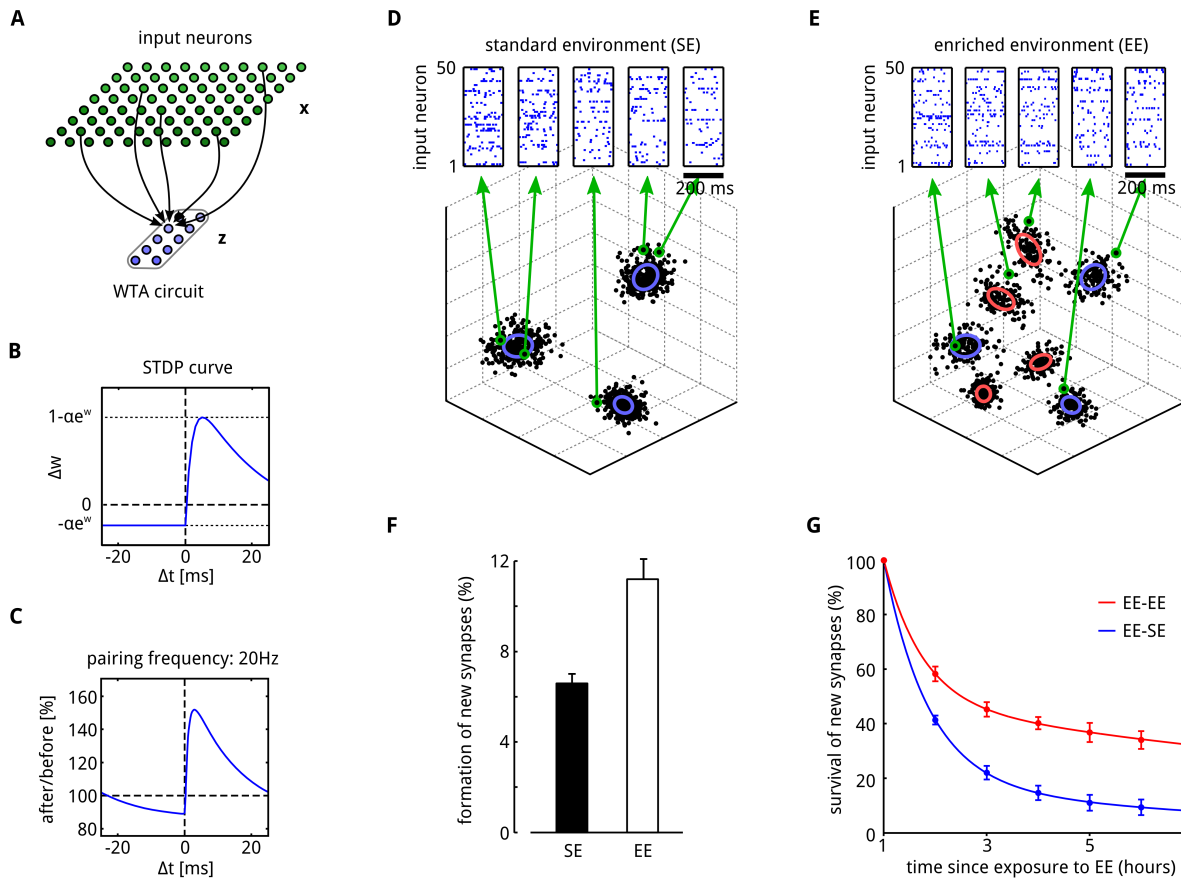 A
input neurons
x
z
WTA circuit
B
STDP curve
1-αeʷ
Δw
0
-αeʷ
-20
0
20
Δt [ms]
C
pairing frequency: 20Hz
after/before [%]
160
140
120
100
80
-20
0
20
Δt [ms]
D
standard environment (SE)
input neuron
50
1
200 ms
E
enriched environment (EE)
input neuron
50
1
200 ms
F
formation of new synapses (%)
12
8
4
0
SE
EE
G
survival of new synapses (%)
100
80
60
40
20
0
EE-EE
EE-SE
1
3
5
time since exposure to EE (hours)